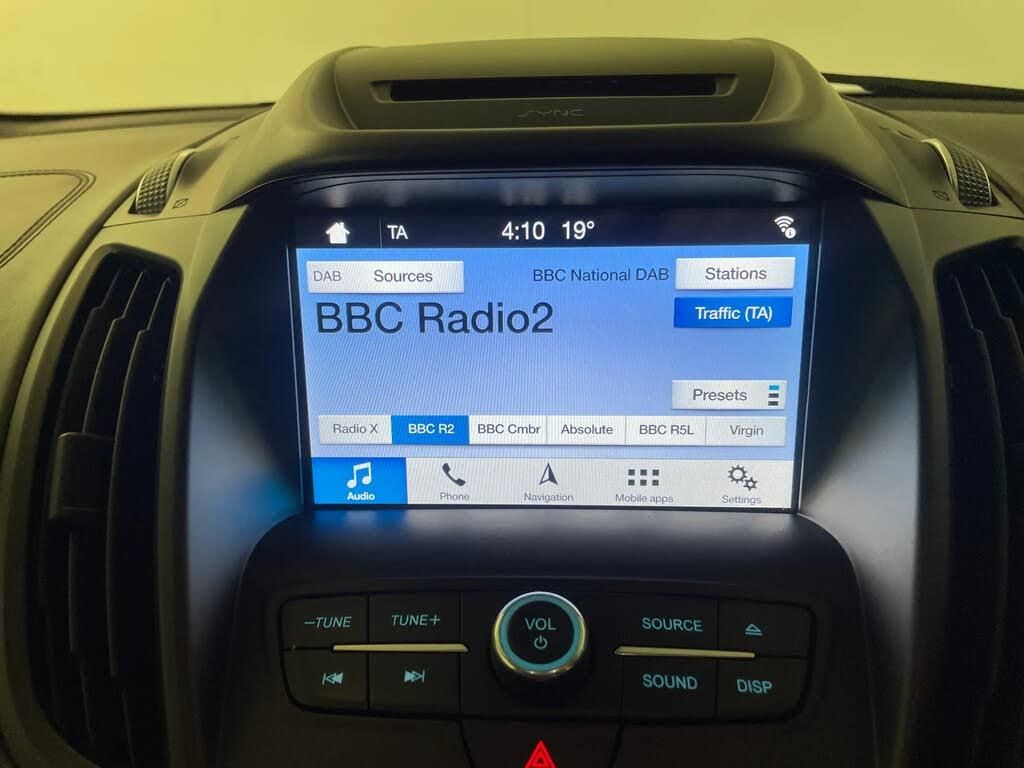 SYNC
TA 4:10 19°
DAB Sources BBC National DAB Stations
BBC Radio2
Traffic (TA)
Presets
Radio X BBC R2 BBC Cmbr Absolute BBC R5L Virgin
Audio Phone Navigation Mobile apps Settings
–TUNE TUNE+ VOL SOURCE
SOUND DISP